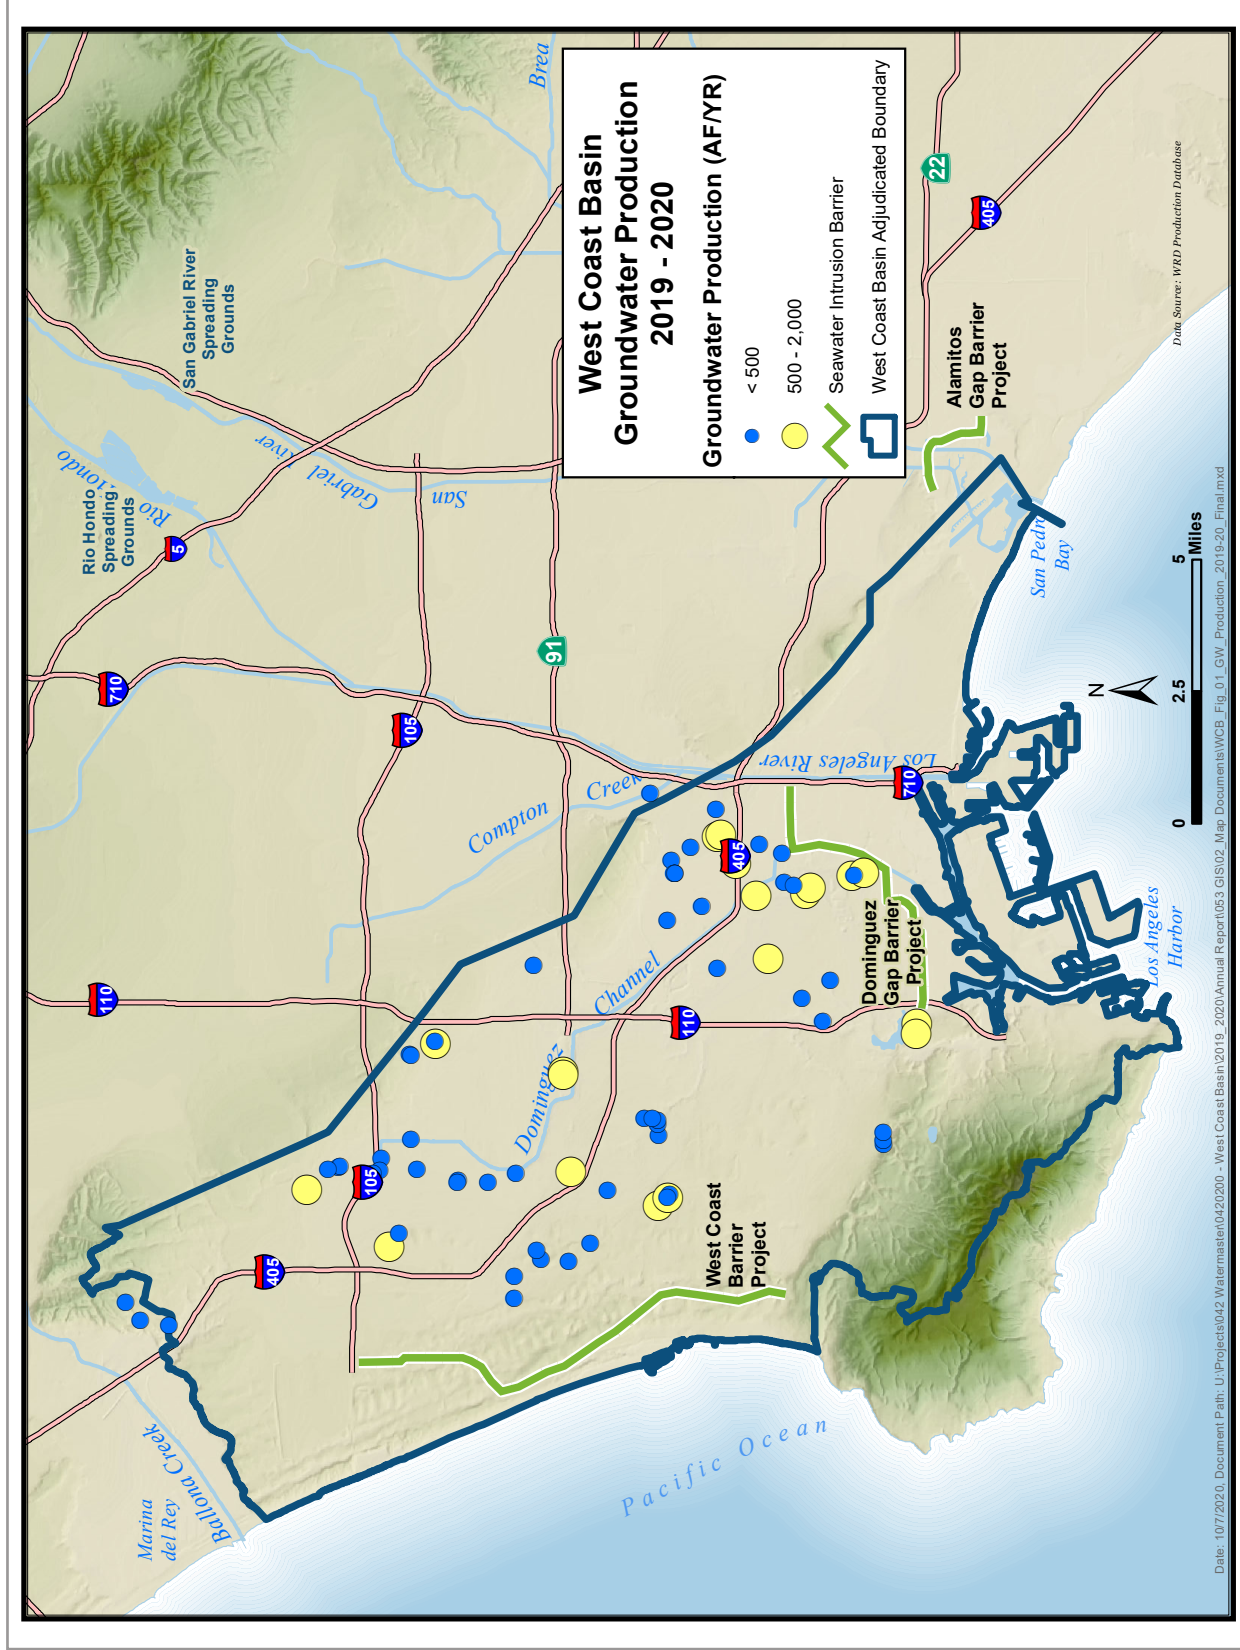 West Coast Basin
Groundwater Production
2019 - 2020
Groundwater Production (AF/YR)
< 500
500 - 2,000
Seawater Intrusion Barrier
West Coast Basin Adjudicated Boundary
Marina
del Rey
Ballona Creek
Pacific Ocean
405
105
West Coast
Barrier
Project
Dominguez
Channel
110
110
Dominguez
Gap Barrier
Project
Compton
Creek
405
Los Angeles River
710
Los Angeles
Harbor
105
710
91
5
Rio Hondo
Spreading
Grounds
Rio
Hondo
San Gabriel River
Spreading
Grounds
San
Gabriel
River
Brea
San Pedro
Bay
Alamitos
Gap Barrier
Project
22
405
N
0
2.5
5
Miles
Data Source: WRD Production Database
Date: 10/7/2020, Document Path: U:\Projects\042 Watermaster\0420200 - West Coast Basin\2019_2020\Annual Report\053 GIS\02_Map Documents\WCB_Fig_01_GW_Production_2019-20_Final.mxd